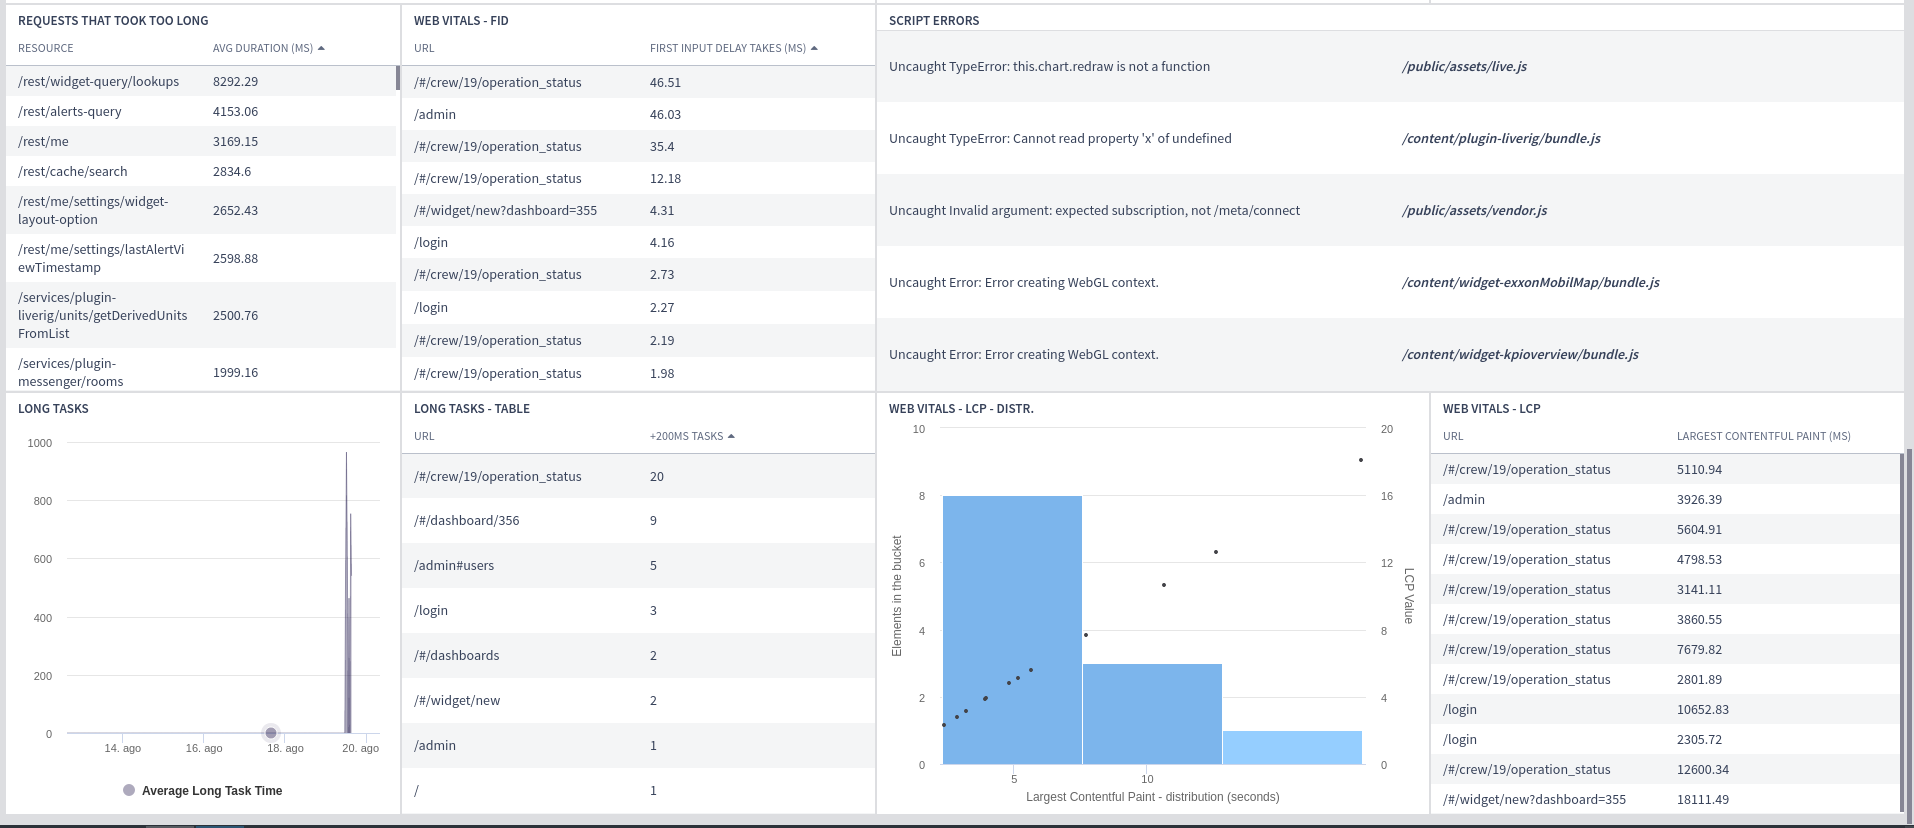 REQUESTS THAT TOOK TOO LONG
RESOURCE AVG DURATION (MS)
/rest/widget-query/lookups 8292.29
/rest/alerts-query 4153.06
/rest/me 3169.15
/rest/cache/search 2834.6
/rest/me/settings/widget-
layout-option 2652.43
/rest/me/settings/lastAlertVi
ewTimestamp 2598.88
/services/plugin-
liverig/units/getDerivedUnits 2500.76
FromList
/services/plugin-
messenger/rooms 1999.16
WEB VITALS - FID
URL FIRST INPUT DELAY TAKES (MS)
/#/crew/19/operation_status 46.51
/admin 46.03
/#/crew/19/operation_status 35.4
/#/crew/19/operation_status 12.18
/#/widget/new?dashboard=355 4.31
/login 4.16
/#/crew/19/operation_status 2.73
/login 2.27
/#/crew/19/operation_status 2.19
/#/crew/19/operation_status 1.98
SCRIPT ERRORS
Uncaught TypeError: this.chart.redraw is not a function /public/assets/live.js
Uncaught TypeError: Cannot read property 'x' of undefined /content/plugin-liverig/bundle.js
Uncaught Invalid argument: expected subscription, not /meta/connect /public/assets/vendor.js
Uncaught Error: Error creating WebGL context. /content/widget-exxonMobilMap/bundle.js
Uncaught Error: Error creating WebGL context. /content/widget-kpioverview/bundle.js
LONG TASKS
1000
800
600
400
200
0
14. ago 16. ago 18. ago 20. ago
Average Long Task Time
LONG TASKS - TABLE
URL +200MS TASKS
/#/crew/19/operation_status 20
/#/dashboard/356 9
/admin#users 5
/login 3
/#/dashboards 2
/#/widget/new 2
/admin 1
/ 1
WEB VITALS - LCP - DISTR.
10 20
8 16
6 12
4 8
2 4
0 0
Elements in the bucket
LCP Value
5 10
Largest Contentful Paint - distribution (seconds)
WEB VITALS - LCP
URL LARGEST CONTENTFUL PAINT (MS)
/#/crew/19/operation_status 5110.94
/admin 3926.39
/#/crew/19/operation_status 5604.91
/#/crew/19/operation_status 4798.53
/#/crew/19/operation_status 3141.11
/#/crew/19/operation_status 3860.55
/#/crew/19/operation_status 7679.82
/#/crew/19/operation_status 2801.89
/login 10652.83
/login 2305.72
/#/crew/19/operation_status 12600.34
/#/widget/new?dashboard=355 18111.49